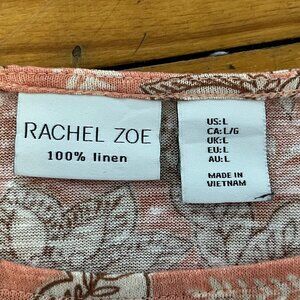 RACHEL ZOE
100% linen
US:L
CA:L/G
UK:L
EU:L
AU:L
MADE IN
VIETNAM